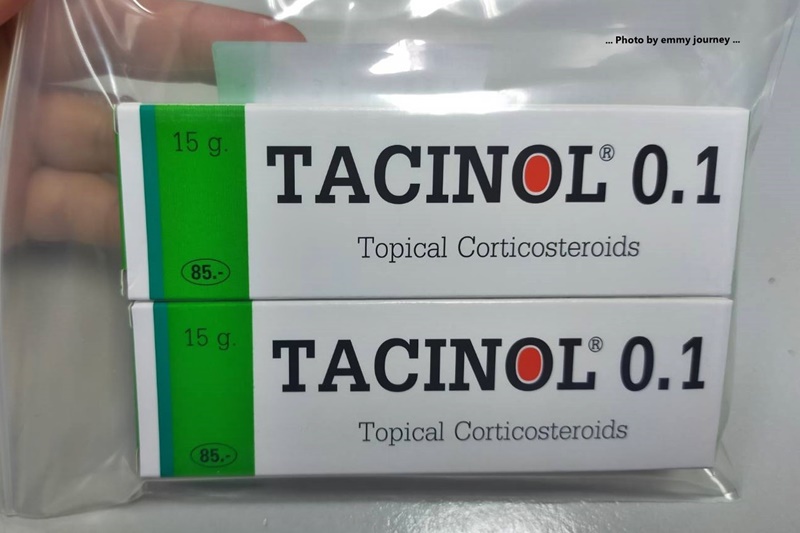 ... Photo by emmy journey ...
15 g.
TACINOL® 0.1
Topical Corticosteroids
85.-
15 g.
TACINOL® 0.1
Topical Corticosteroids
85.-